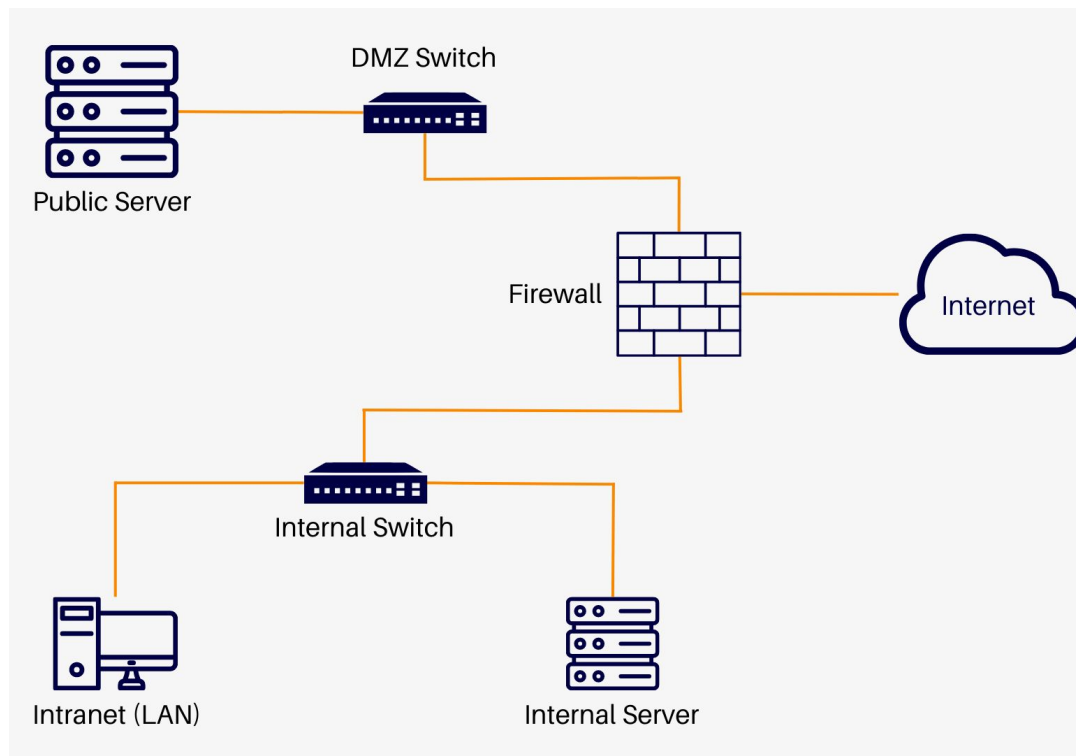 DMZ Switch
Public Server
Firewall
Internet
Internal Switch
Intranet (LAN)
Internal Server